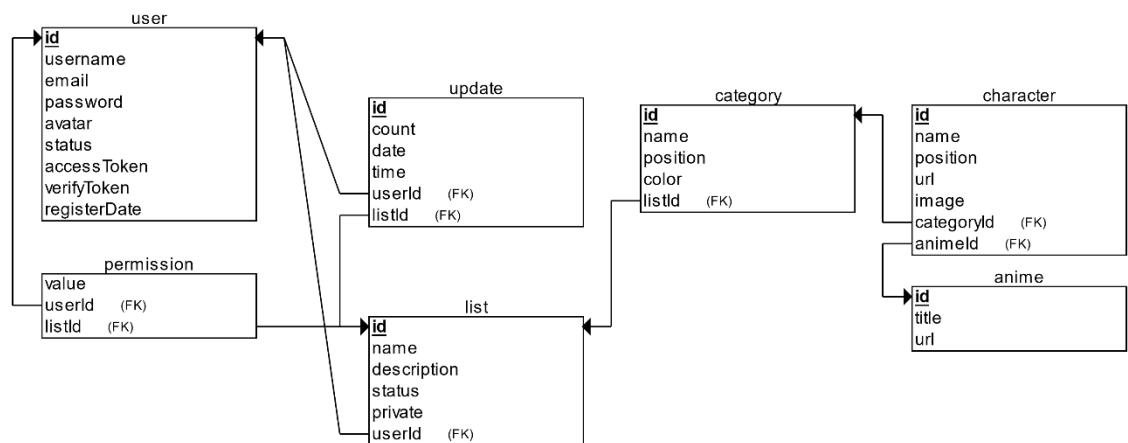 user
id
username
email
password
avatar
status
accessToken
verifyToken
registerDate
permission
value
userId (FK)
listId (FK)
update
id
count
date
time
userId (FK)
listId (FK)
list
id
name
description
status
private
userId (FK)
category
id
name
position
color
listId (FK)
character
id
name
position
url
image
categoryId (FK)
animeId (FK)
anime
id
title
url